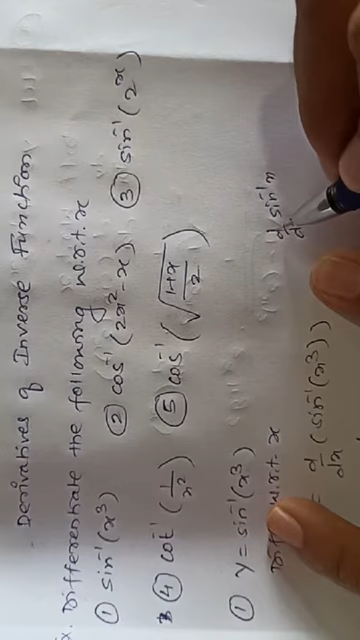 Derivatives of Inverse Function
Ex. Differentiate the following w.r.t. x
① sin⁻¹(x³) ② cos⁻¹(2x²-x) ③ sin⁻¹(2ˣ)
④ cot⁻¹(1/x²) ⑤ cos⁻¹(√((1+x)/2))
① y = sin⁻¹(x³)
Diff. w.r.t. x
= d/dx (sin⁻¹(x³))
d/dx sin⁻¹x